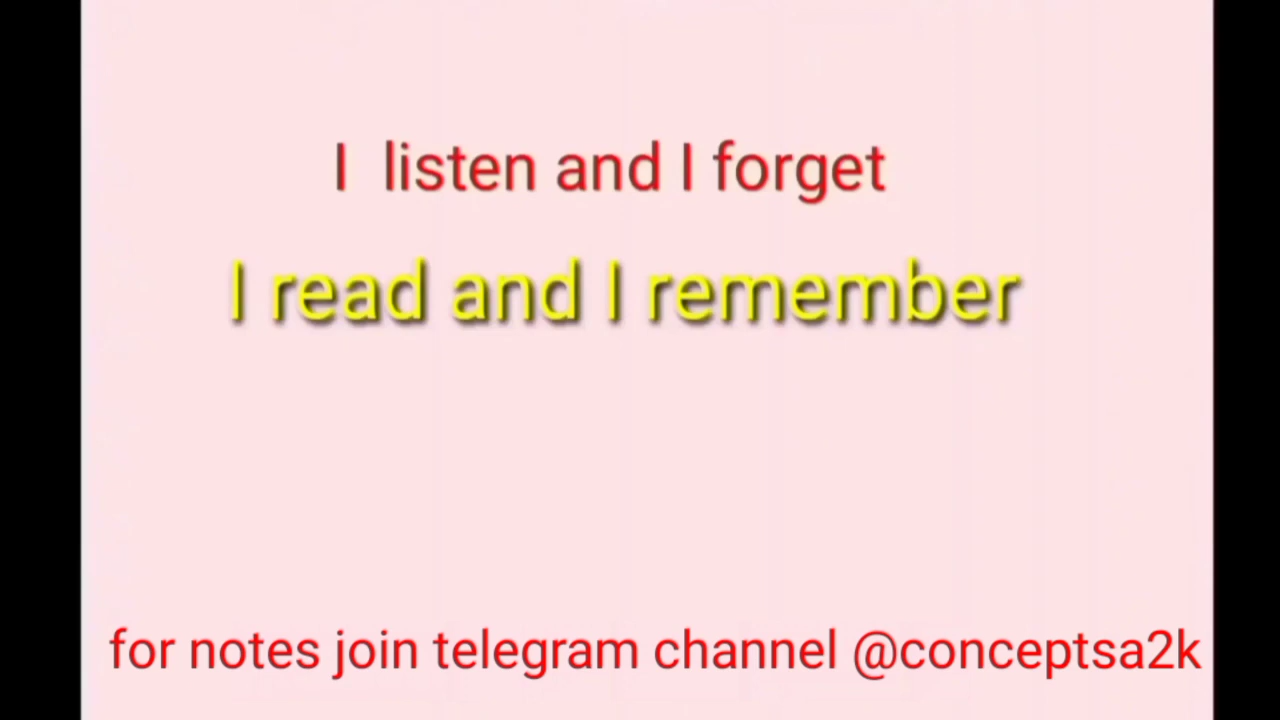 I listen and I forget
I read and I remember
for notes join telegram channel @conceptsa2k